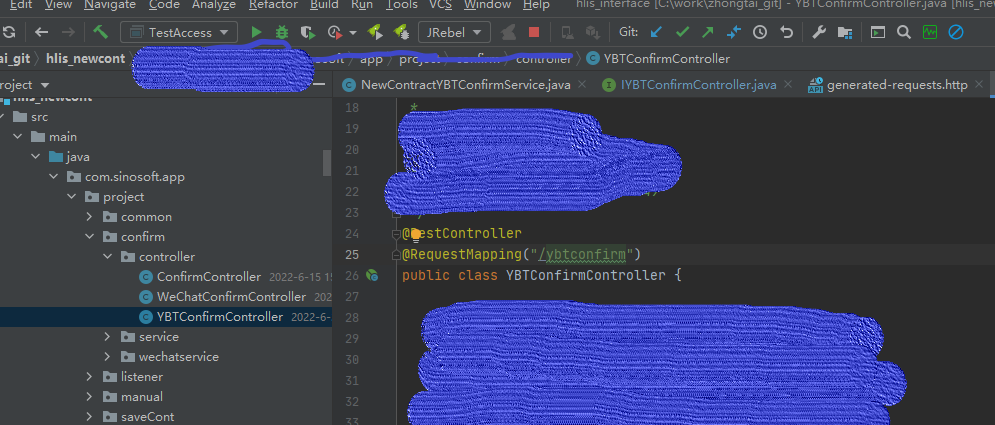 Edit View Navigate Code Analyze Refactor Build Run Tools VCS Window Help hlis_interface [C:\work\zhongtai_git] - YBTConfirmController.java [hlis_new
TestAccess JRebel Git:
ai_git hlis_newcont app confirm controller YBTConfirmController
roject NewContractYBTConfirmService.java IYBTConfirmController.java generated-requests.http
hlis_newcont
src
main
java
com.sinosoft.app
project
common
confirm
controller
ConfirmController 2022-6-15 15
WeChatConfirmController 202
YBTConfirmController 2022-6-
service
wechatservice
listener
manual
saveCont
18 *
19
20
21
22
23
24 @RestController
25 @RequestMapping("/ybtconfirm")
26 public class YBTConfirmController {
27
28
29
30
31
32